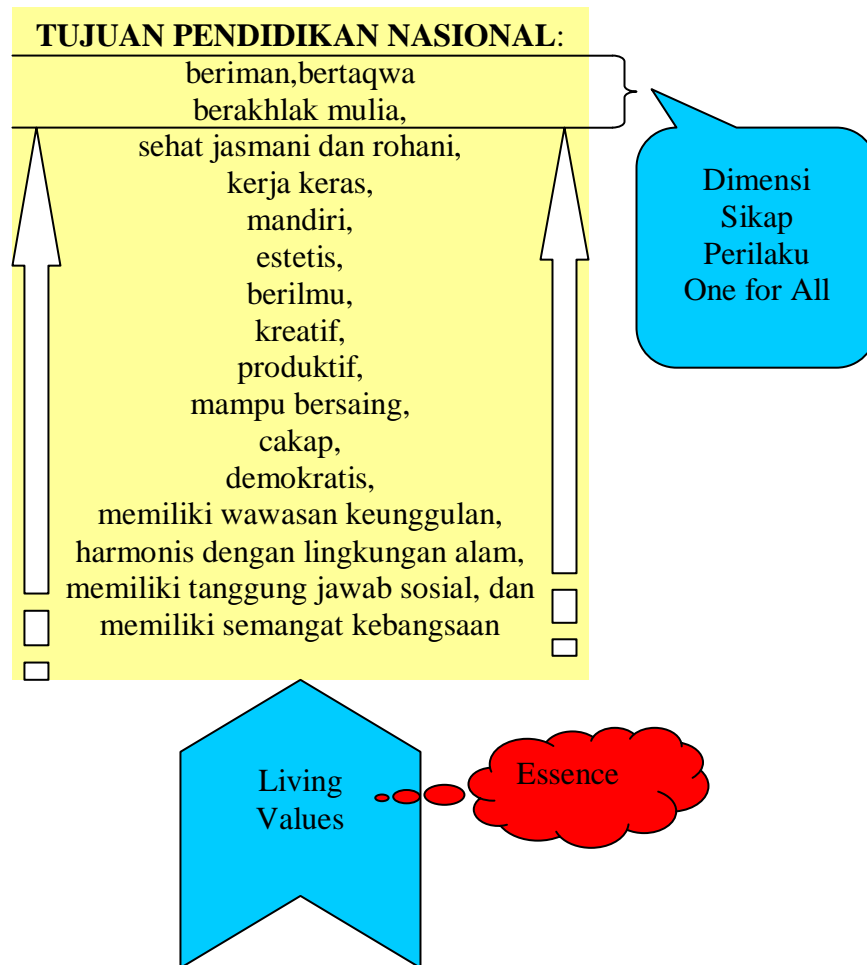 TUJUAN PENDIDIKAN NASIONAL:
beriman,bertaqwa
berakhlak mulia,
sehat jasmani dan rohani,
kerja keras,
mandiri,
estetis,
berilmu,
kreatif,
produktif,
mampu bersaing,
cakap,
demokratis,
memiliki wawasan keunggulan,
harmonis dengan lingkungan alam,
memiliki tanggung jawab sosial, dan
memiliki semangat kebangsaan
Dimensi
Sikap
Perilaku
One for All
Living
Values
Essence